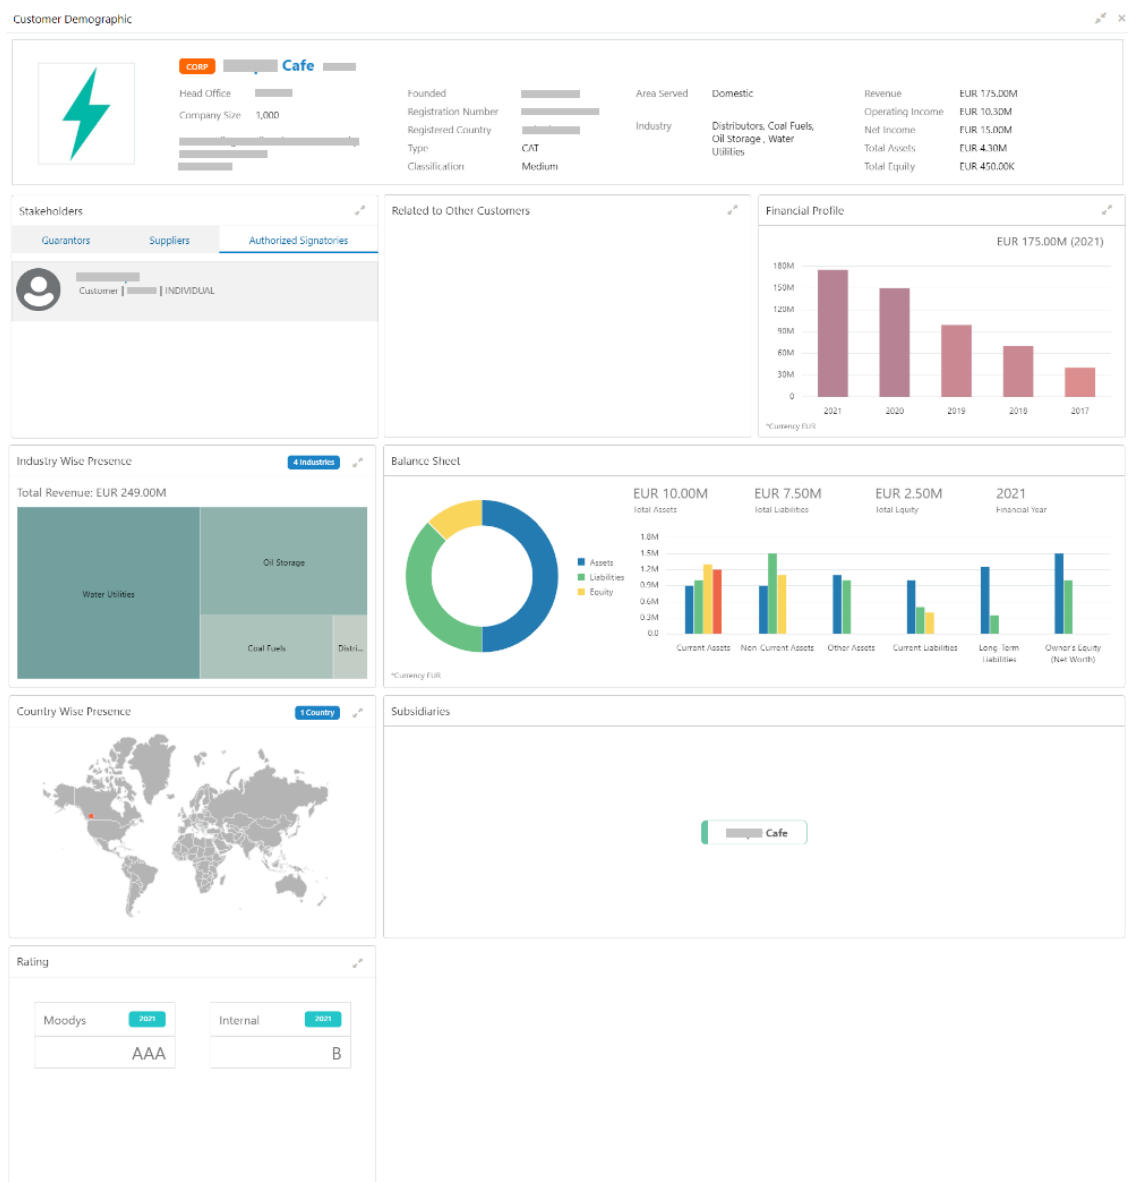 Customer Demographic
CORP Cafe
Head Office
Company Size 1,000
Founded
Registration Number
Registered Country
Type CAT
Classification Medium
Area Served Domestic
Industry Distributors, Coal Fuels,
Oil Storage , Water
Utilities
Revenue EUR 175.00M
Operating Income EUR 10.30M
Net Income EUR 15.00M
Total Assets EUR 4.30M
Total Equity EUR 450.00K
Stakeholders
Guarantors Suppliers Authorized Signatories
Customer | | INDIVIDUAL
Related to Other Customers
Financial Profile
EUR 175.00M (2021)
180M
150M
120M
90M
60M
30M
0
2021 2020 2019 2018 2017
*Currency EUR
Industry Wise Presence 4 Industries
Total Revenue: EUR 249.00M
Water Utilities
Oil Storage
Coal Fuels
Distri...
Balance Sheet
Assets
Liabilities
Equity
*Currency EUR
EUR 10.00M EUR 7.50M EUR 2.50M 2021
Total Assets Total Liabilities Total Equity Financial Year
1.8M
1.5M
1.2M
0.9M
0.6M
0.3M
0.0
Current Assets Non-Current Assets Other Assets Current Liabilities Long-Term Owner's Equity
Liabilities (Net Worth)
Country Wise Presence 1 Country
Subsidiaries
Cafe
Rating
Moodys 2021
AAA
Internal 2021
B